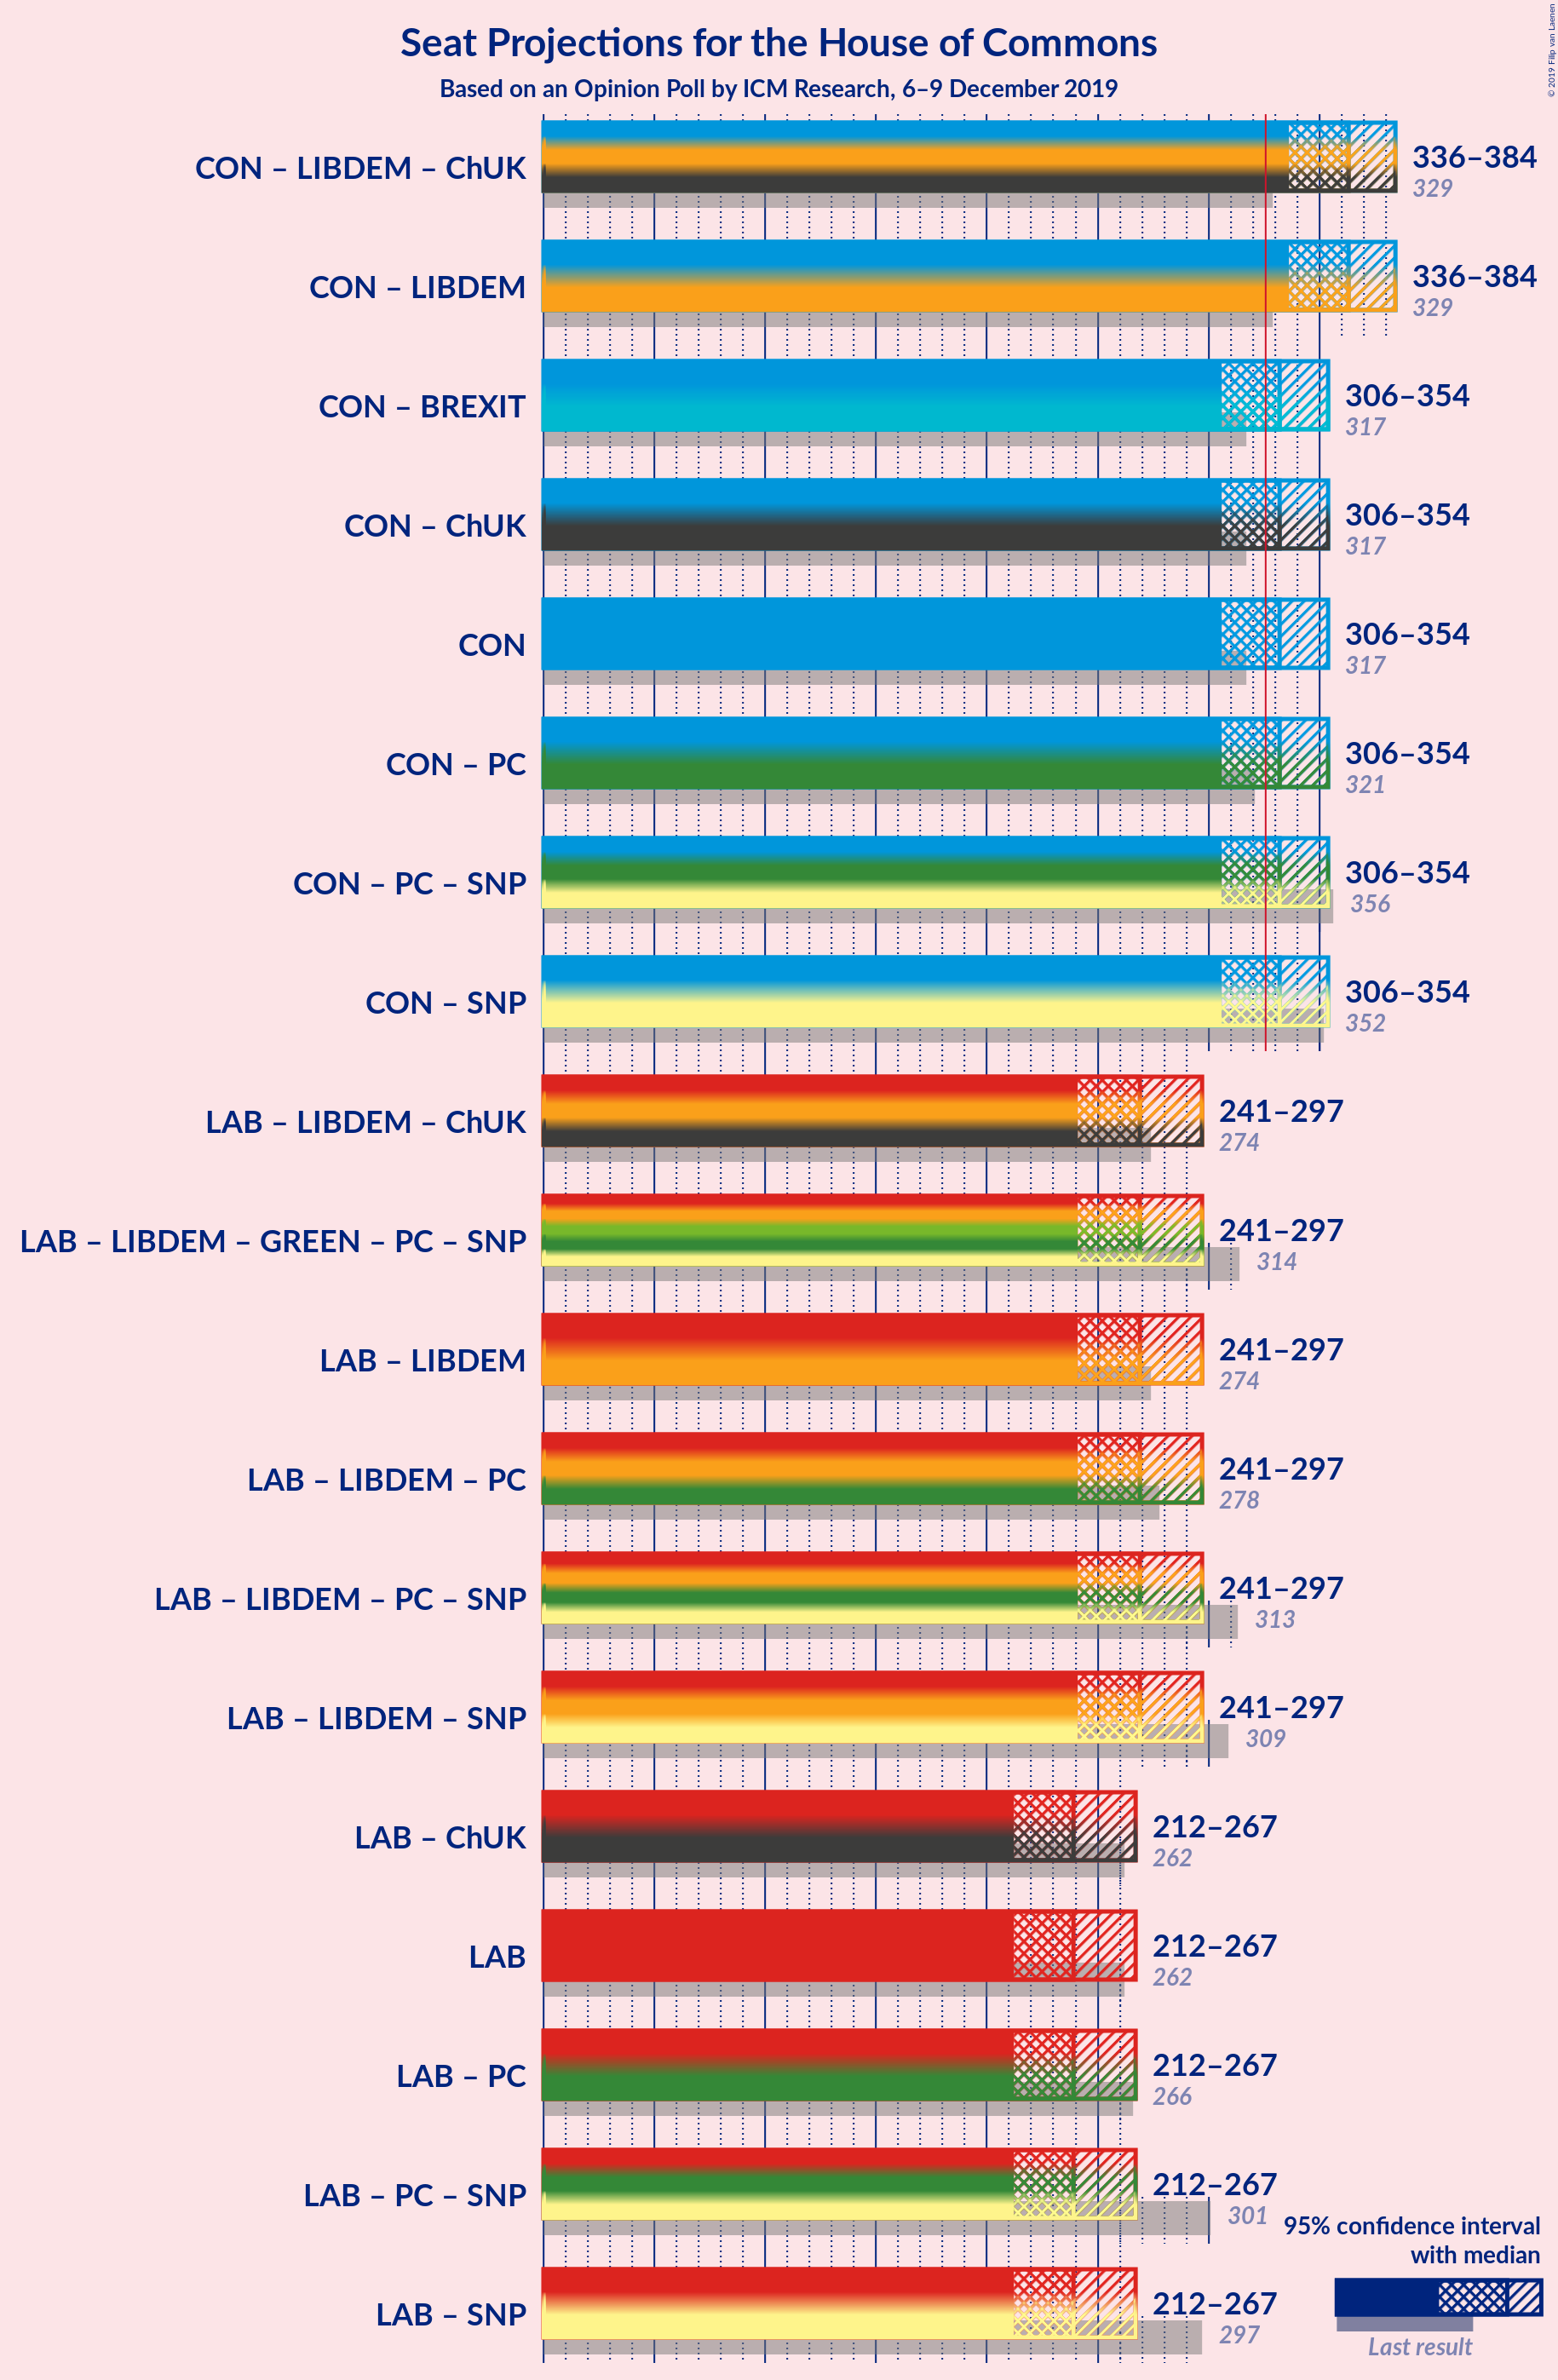 Seat Projections for the House of Commons
Based on an Opinion Poll by ICM Research, 6–9 December 2019
© 2019 Filip van Laenen
CON – LIBDEM – ChUK
336–384
329
CON – LIBDEM
336–384
329
CON – BREXIT
306–354
317
CON – ChUK
306–354
317
CON
306–354
317
CON – PC
306–354
321
CON – PC – SNP
306–354
356
CON – SNP
306–354
352
LAB – LIBDEM – ChUK
241–297
274
LAB – LIBDEM – GREEN – PC – SNP
241–297
314
LAB – LIBDEM
241–297
274
LAB – LIBDEM – PC
241–297
278
LAB – LIBDEM – PC – SNP
241–297
313
LAB – LIBDEM – SNP
241–297
309
LAB – ChUK
212–267
262
LAB
212–267
262
LAB – PC
212–267
266
LAB – PC – SNP
212–267
301
LAB – SNP
212–267
297
95% confidence interval
with median
Last result